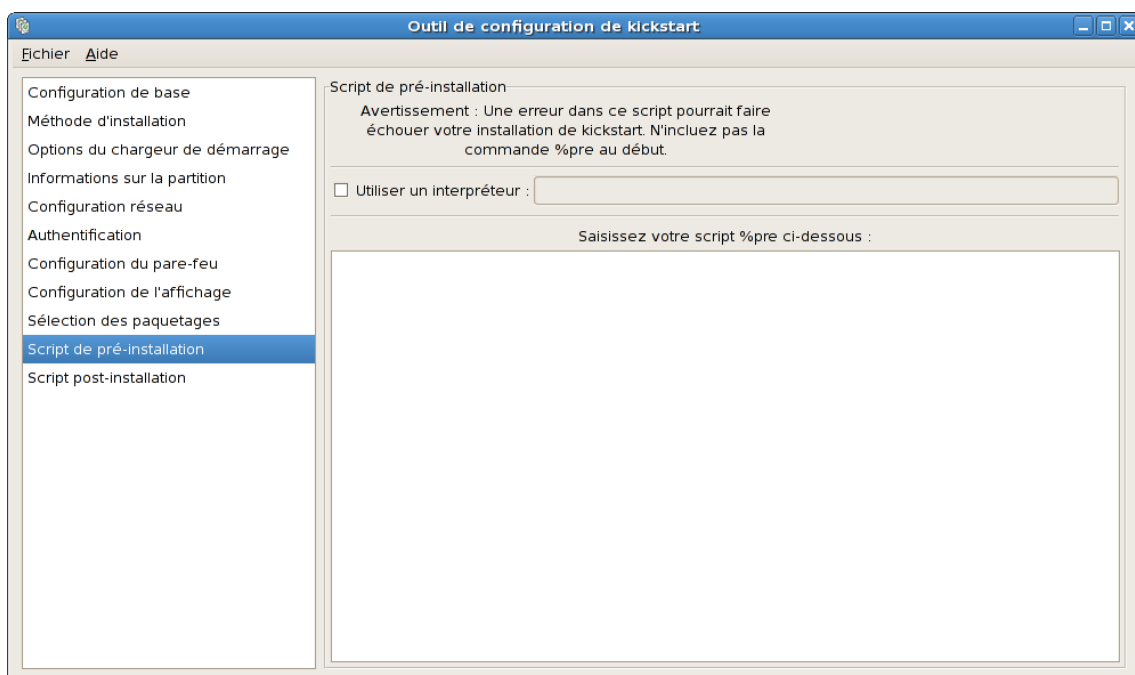 Outil de configuration de kickstart
Fichier Aide
Configuration de base
Méthode d'installation
Options du chargeur de démarrage
Informations sur la partition
Configuration réseau
Authentification
Configuration du pare-feu
Configuration de l'affichage
Sélection des paquetages
Script de pré-installation
Script post-installation
Script de pré-installation
Avertissement : Une erreur dans ce script pourrait faire
échouer votre installation de kickstart. N'incluez pas la
commande %pre au début.
Utiliser un interpréteur :
Saisissez votre script %pre ci-dessous :